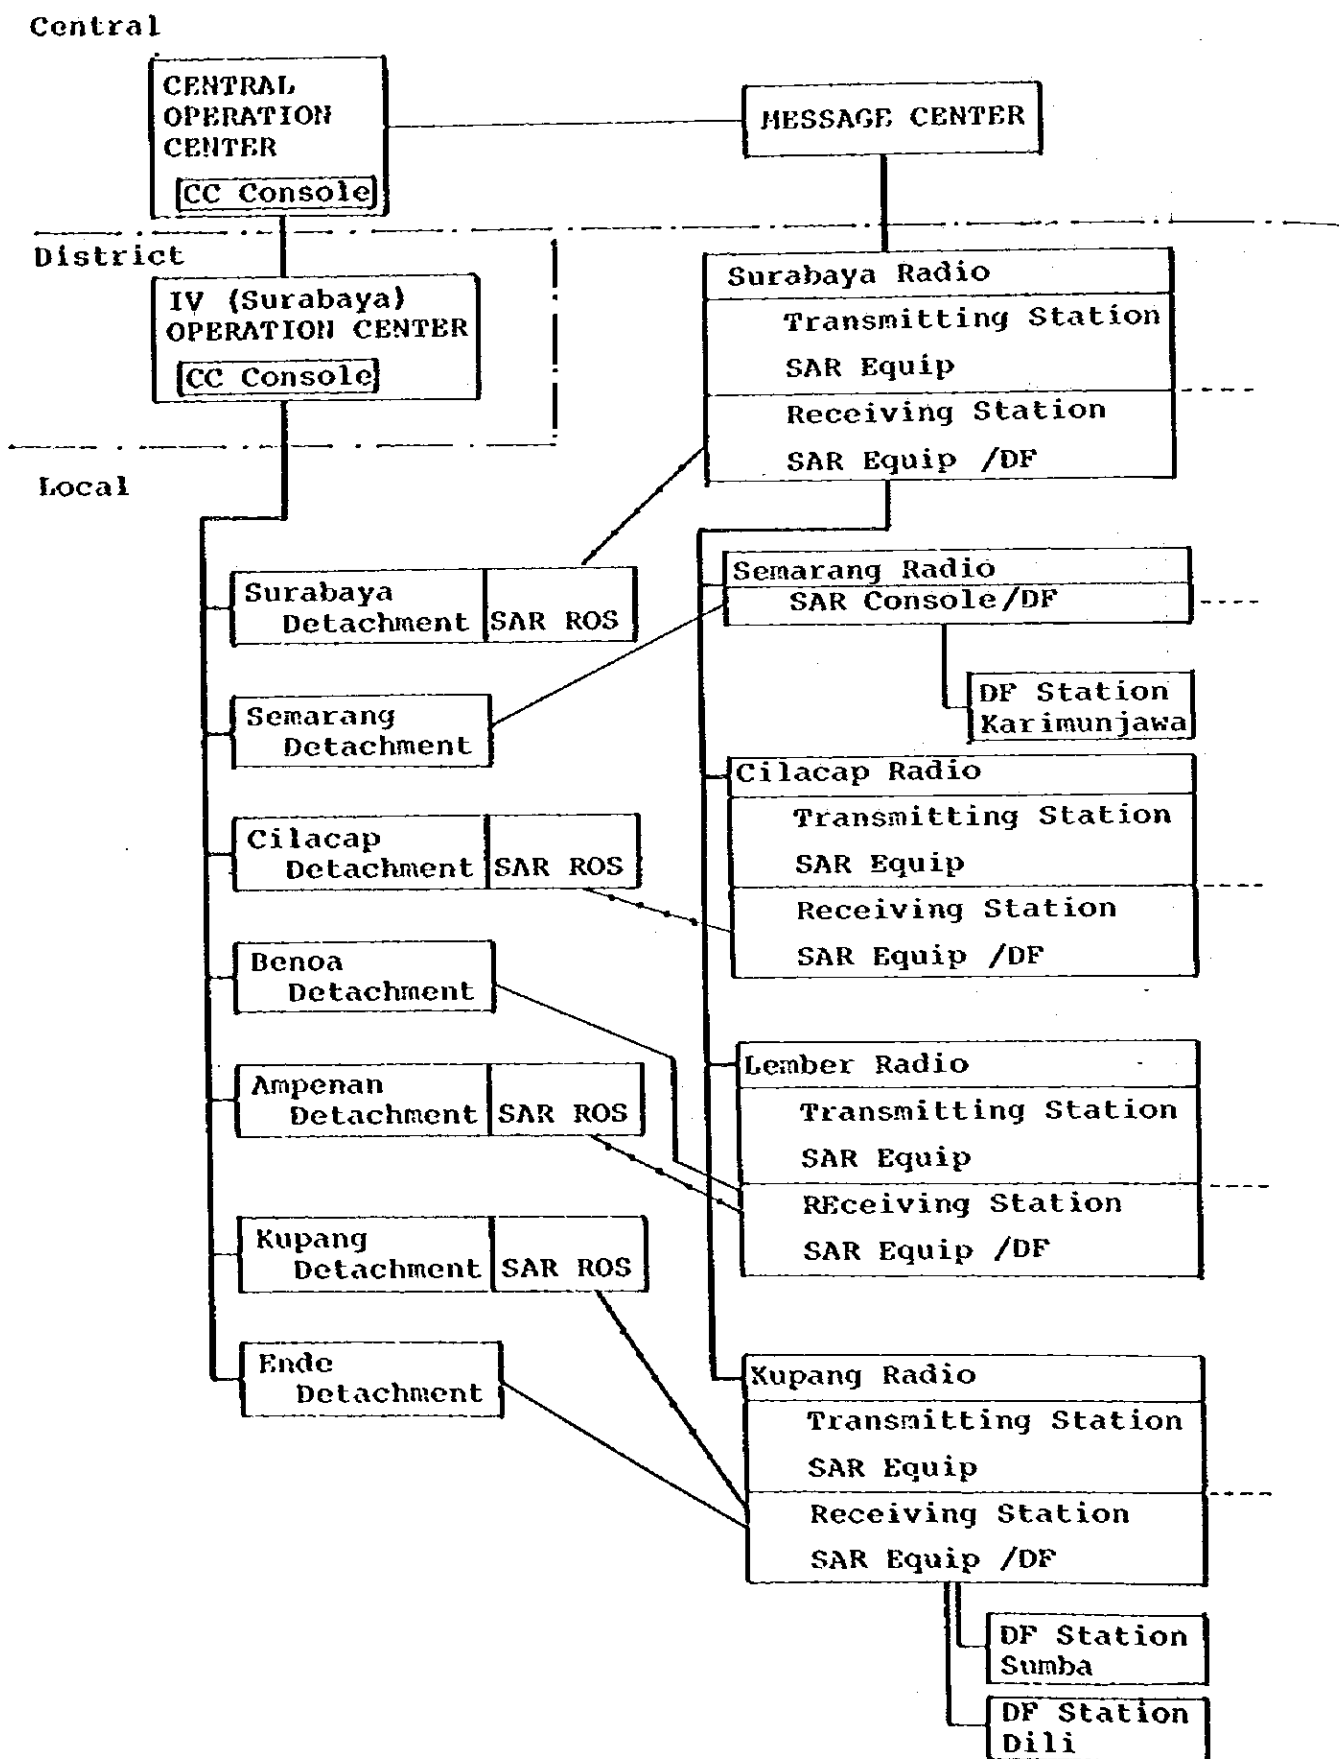 Central
CENTRAL
OPERATION
CENTER
CC Console
MESSAGE CENTER
District
IV (Surabaya)
OPERATION CENTER
CC Console
Local
Surabaya Radio
Transmitting Station
SAR Equip
Receiving Station
SAR Equip /DF
Surabaya
Detachment
SAR ROS
Semarang Radio
SAR Console/DF
DF Station
Karimunjawa
Semarang
Detachment
Cilacap Radio
Transmitting Station
SAR Equip
Receiving Station
SAR Equip /DF
Cilacap
Detachment
SAR ROS
Benoa
Detachment
Lember Radio
Transmitting Station
SAR Equip
REceiving Station
SAR Equip /DF
Ampenan
Detachment
SAR ROS
Kupang
Detachment
SAR ROS
Ende
Detachment
Kupang Radio
Transmitting Station
SAR Equip
Receiving Station
SAR Equip /DF
DF Station
Sumba
DF Station
Dili